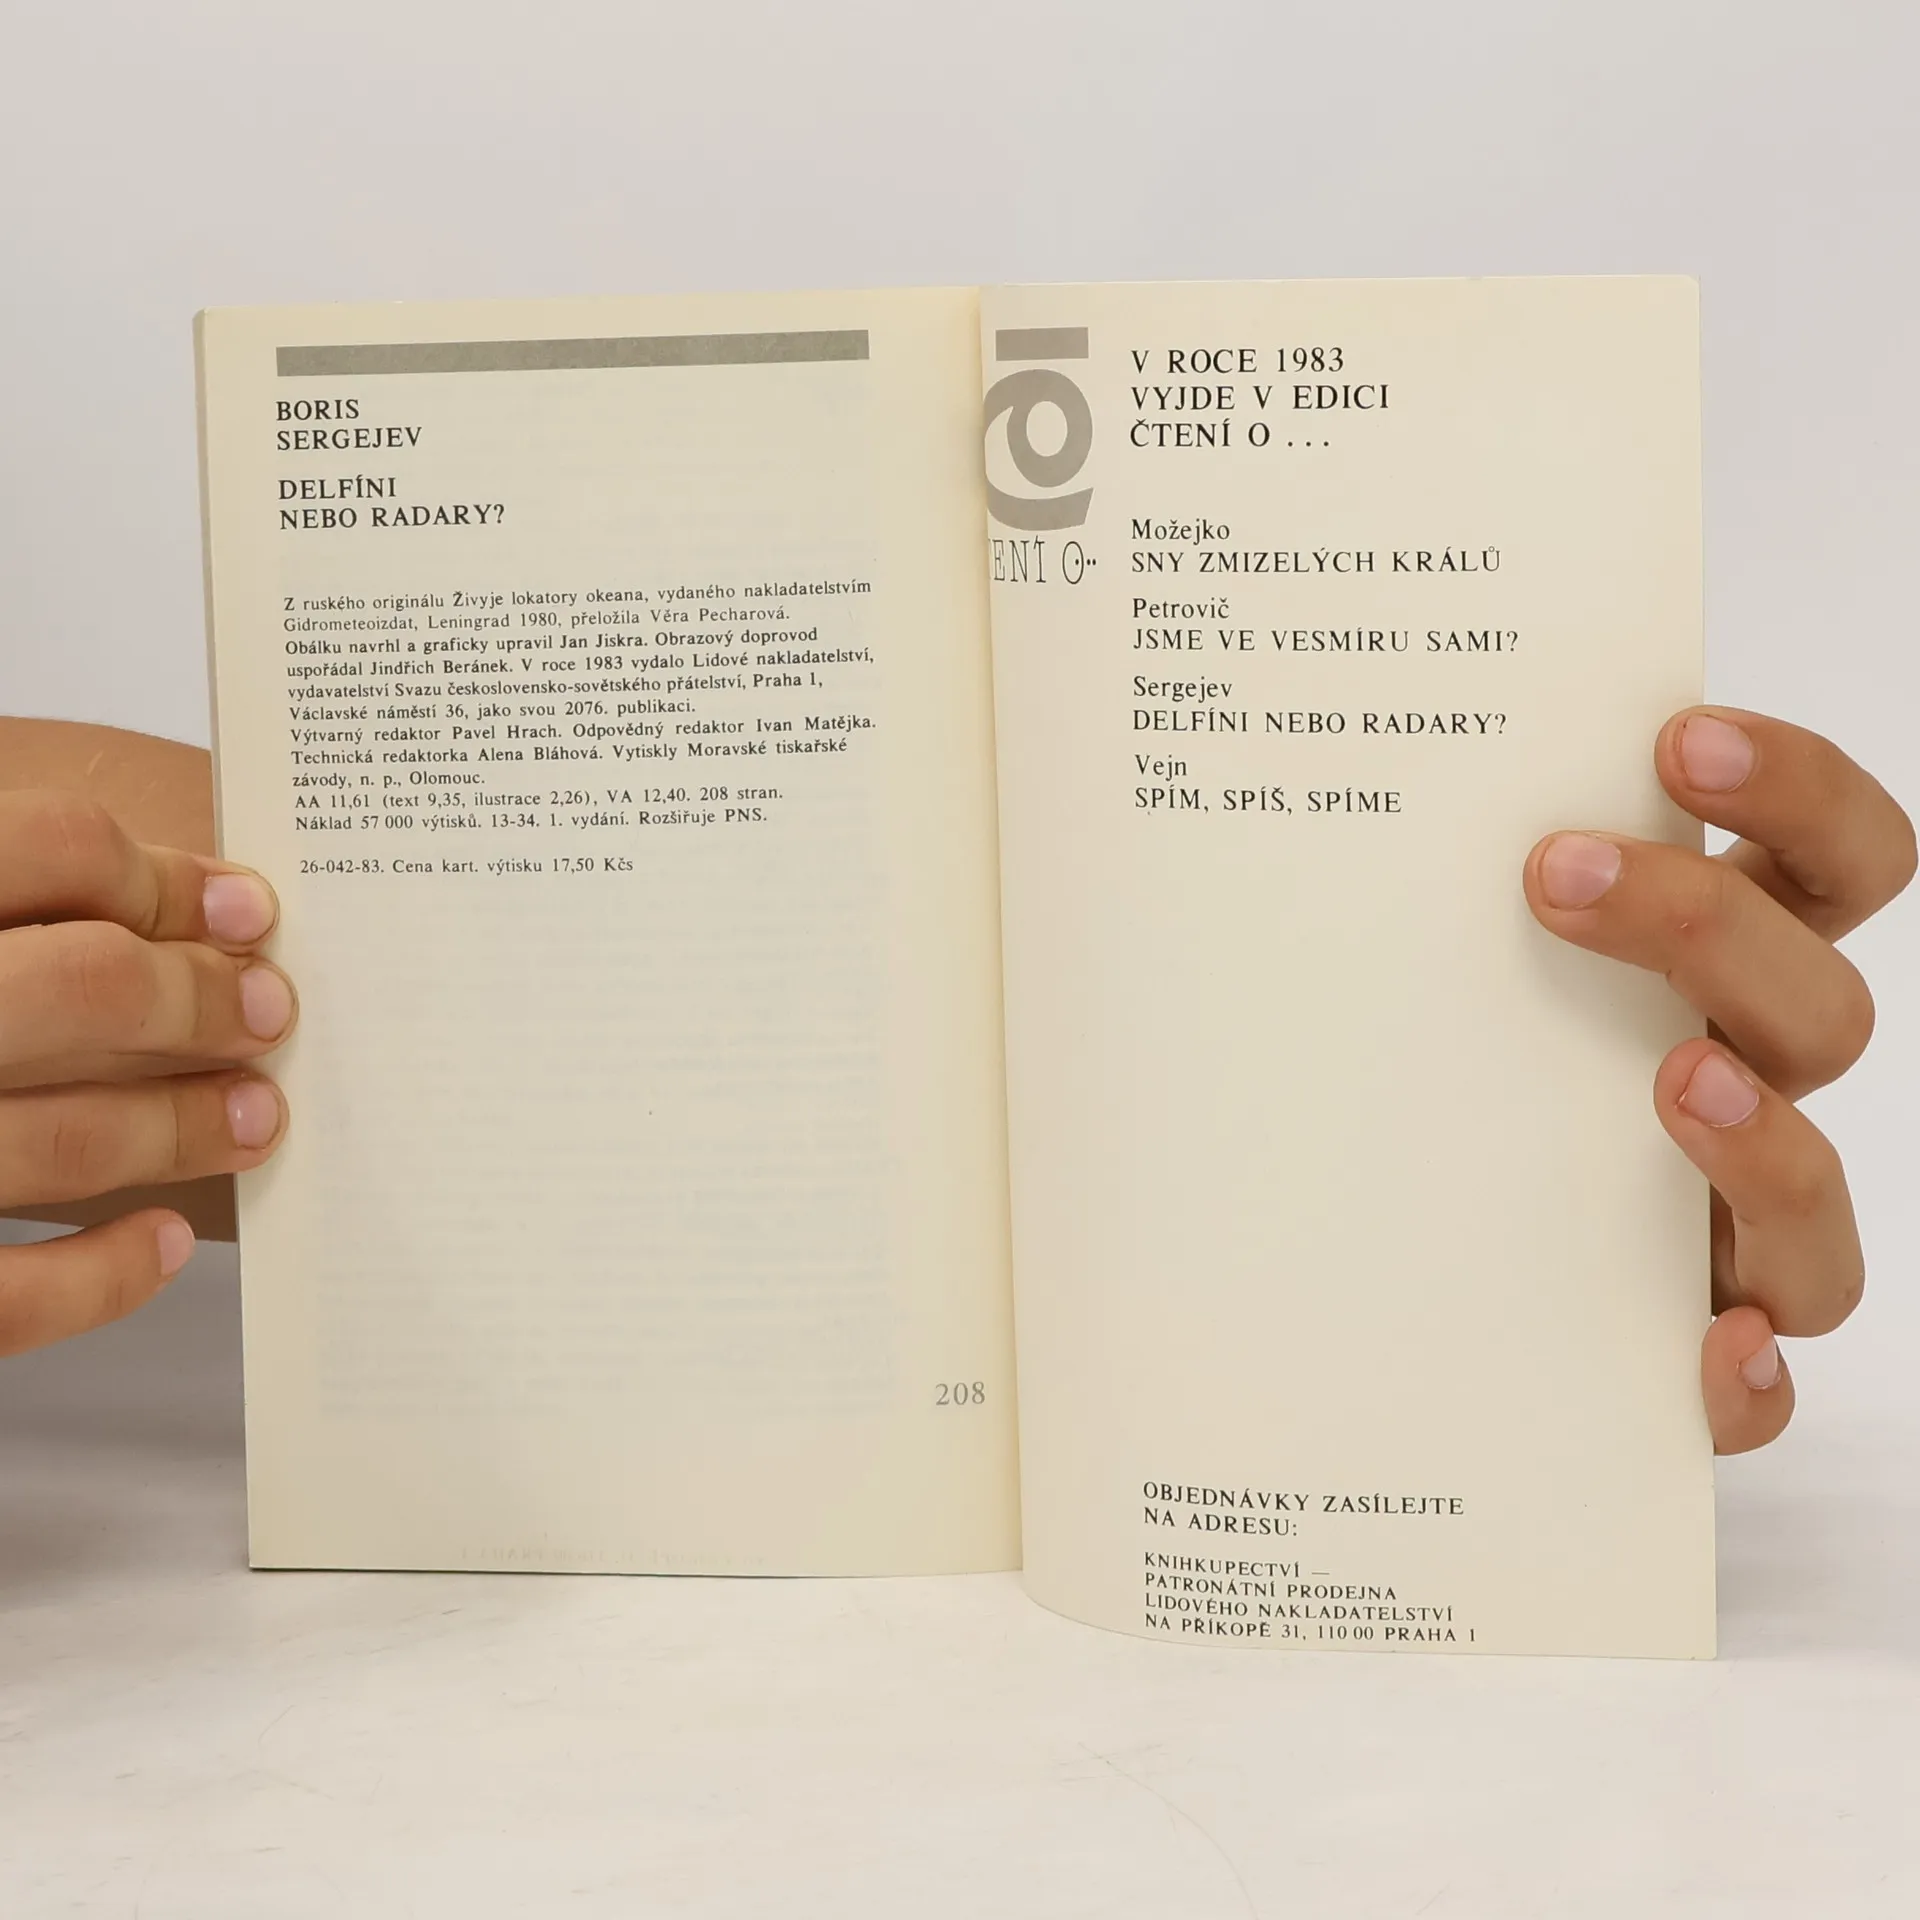 BORIS
SERGEJEV
DELFÍNI
NEBO RADARY?
Z ruského originálu Živyje lokatory okeana, vydaného nakladatelstvím
Gidrometeoizdat, Leningrad 1980, přeložila Věra Pecharová.
Obálku navrhl a graficky upravil Jan Jiskra. Obrazový doprovod
uspořádal Jindřich Beránek. V roce 1983 vydalo Lidové nakladatelství,
vydavatelství Svazu československo-sovětského přátelství, Praha 1,
Václavské náměstí 36, jako svou 2076. publikaci.
Výtvarný redaktor Pavel Hrach. Odpovědný redaktor Ivan Matějka.
Technická redaktorka Alena Bláhová. Vytiskly Moravské tiskařské
závody, n. p., Olomouc.
AA 11,61 (text 9,35, ilustrace 2,26), VA 12,40. 208 stran.
Náklad 57 000 výtisků. 13-34. 1. vydání. Rozšiřuje PNS.
26-042-83. Cena kart. výtisku 17,50 Kčs
208
ENÍ O..
V ROCE 1983
VYJDE V EDICI
ČTENÍ O ...
Možejko
SNY ZMIZELÝCH KRÁLŮ
Petrovič
JSME VE VESMÍRU SAMI?
Sergejev
DELFÍNI NEBO RADARY?
Vejn
SPÍM, SPÍŠ, SPÍME
OBJEDNÁVKY ZASÍLEJTE
NA ADRESU:
KNIHKUPECTVÍ —
PATRONÁTNÍ PRODEJNA
LIDOVÉHO NAKLADATELSTVÍ
NA PŘÍKOPĚ 31, 110 00 PRAHA 1